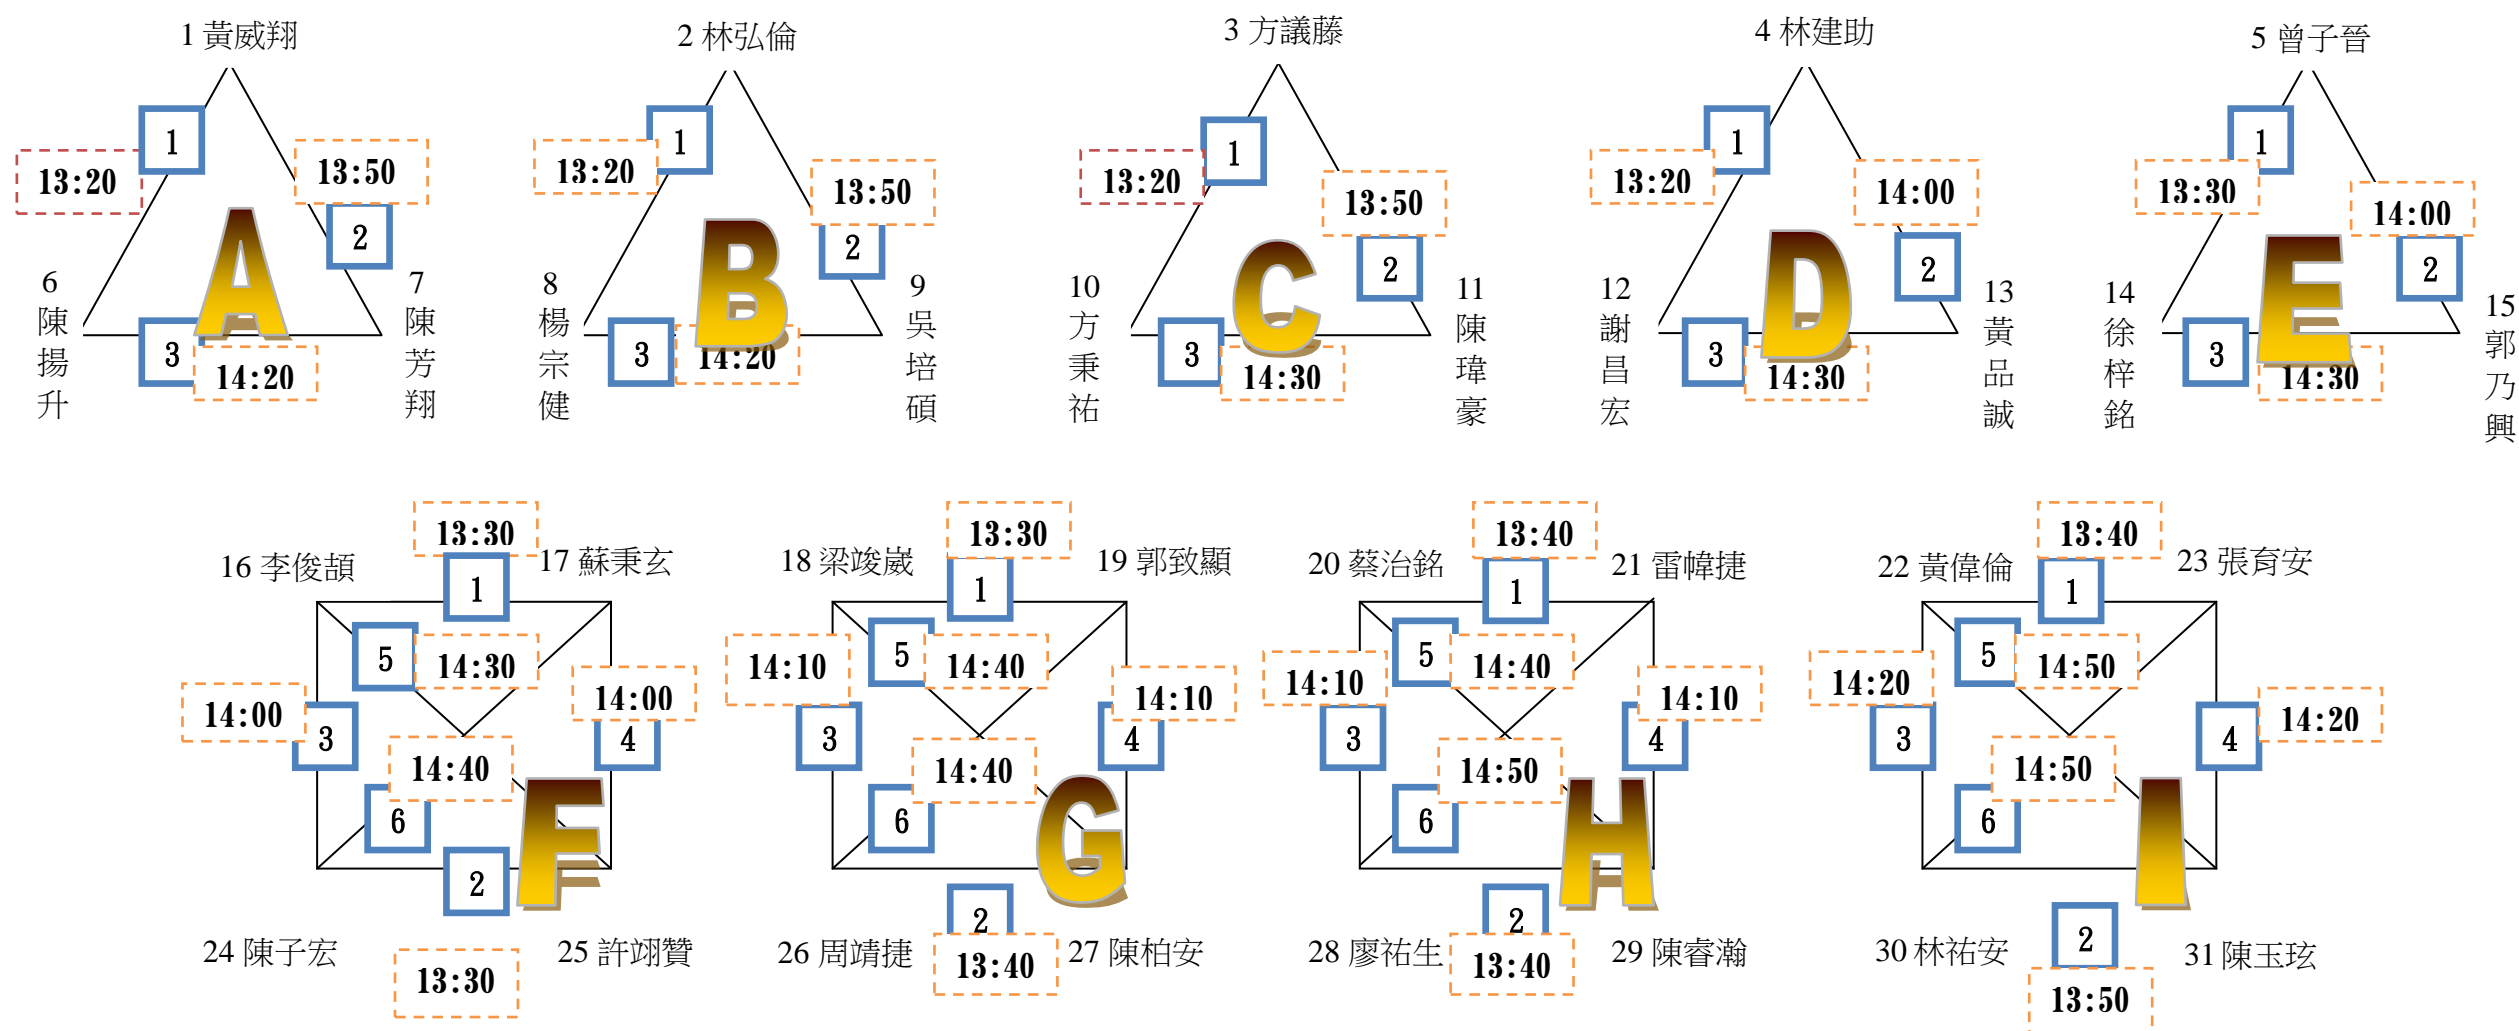 1 黃威翔
1
13:20
13:50
2
A
6
陳
揚
升
7
陳
芳
翔
3
14:20
2 林弘倫
1
13:20
13:50
2
B
8
楊
宗
健
9
吳
培
碩
3
14:20
3 方議藤
1
13:20
13:50
2
C
10
方
秉
祐
11
陳
瑋
豪
3
14:30
4 林建助
1
13:20
14:00
2
D
12
謝
昌
宏
13
黃
品
誠
3
14:30
5 曾子晉
1
13:30
14:00
2
E
14
徐
梓
銘
15
郭
乃
興
3
14:30
13:30
16 李俊頡
1
17 蘇秉玄
5
14:30
14:00
3
14:00
4
14:40
6
F
2
24 陳子宏
13:30
25 許翊贊
13:30
18 梁竣崴
1
19 郭致顯
5
14:40
14:10
3
14:10
4
14:40
6
G
2
26 周靖捷
13:40
27 陳柏安
13:40
20 蔡治銘
1
21 雷幃捷
5
14:40
14:10
3
14:10
4
14:50
6
H
2
28 廖祐生
13:40
29 陳睿瀚
13:40
22 黃偉倫
1
23 張育安
5
14:50
14:20
3
14:20
4
14:50
6
I
2
30 林祐安
13:50
31 陳玉玹